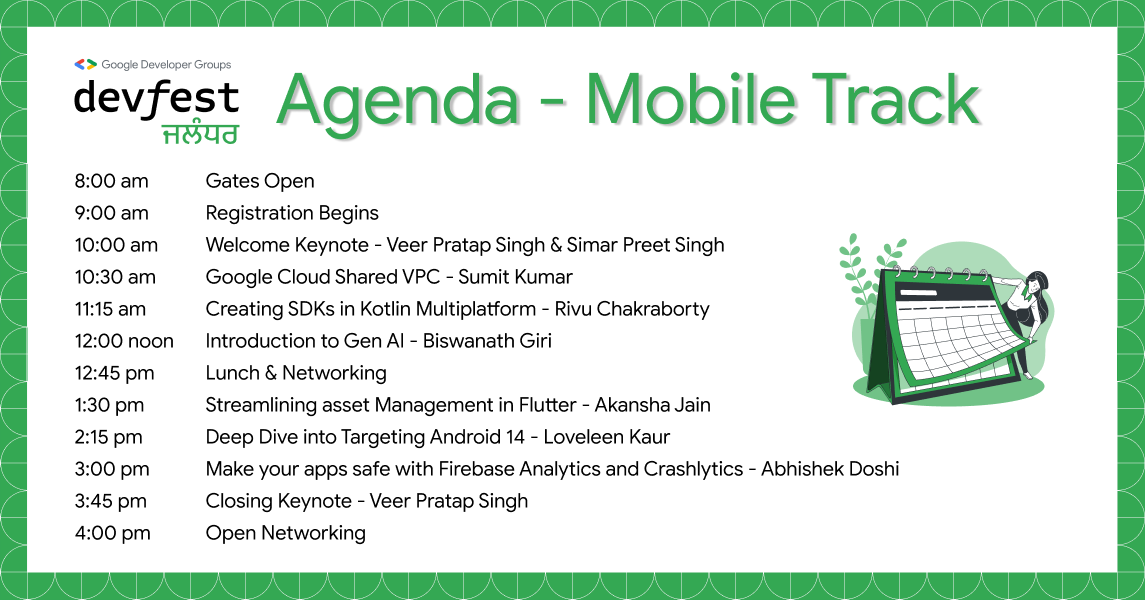 Google Developer Groups
devfest
ਜਲੰਧਰ
Agenda - Mobile Track
8:00 am Gates Open
9:00 am Registration Begins
10:00 am Welcome Keynote - Veer Pratap Singh & Simar Preet Singh
10:30 am Google Cloud Shared VPC - Sumit Kumar
11:15 am Creating SDKs in Kotlin Multiplatform - Rivu Chakraborty
12:00 noon Introduction to Gen AI - Biswanath Giri
12:45 pm Lunch & Networking
1:30 pm Streamlining asset Management in Flutter - Akansha Jain
2:15 pm Deep Dive into Targeting Android 14 - Loveleen Kaur
3:00 pm Make your apps safe with Firebase Analytics and Crashlytics - Abhishek Doshi
3:45 pm Closing Keynote - Veer Pratap Singh
4:00 pm Open Networking